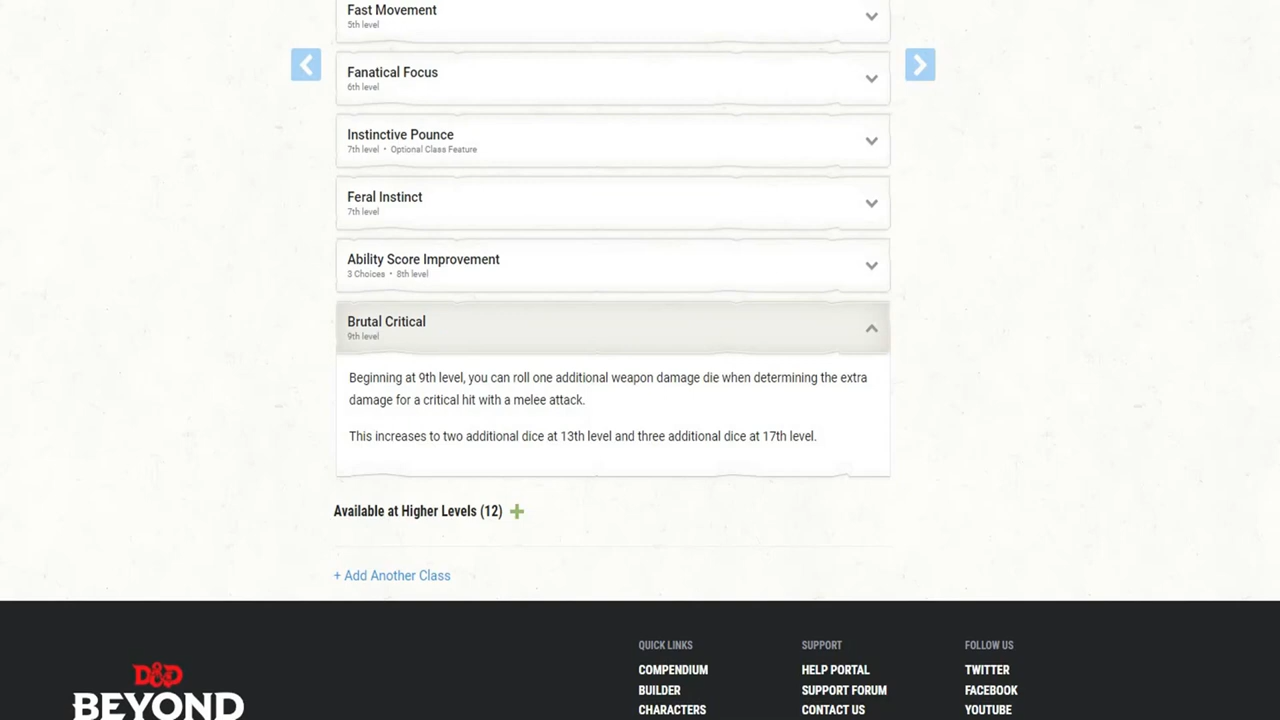 Fast Movement
5th level
Fanatical Focus
6th level
Instinctive Pounce
7th level • Optional Class Feature
Feral Instinct
7th level
Ability Score Improvement
3 Choices • 8th level
Brutal Critical
9th level
Beginning at 9th level, you can roll one additional weapon damage die when determining the extra
damage for a critical hit with a melee attack.
This increases to two additional dice at 13th level and three additional dice at 17th level.
Available at Higher Levels (12)
+ Add Another Class
D&D
BEYOND
QUICK LINKS
COMPENDIUM
BUILDER
CHARACTERS
SUPPORT
HELP PORTAL
SUPPORT FORUM
CONTACT US
FOLLOW US
TWITTER
FACEBOOK
YOUTUBE